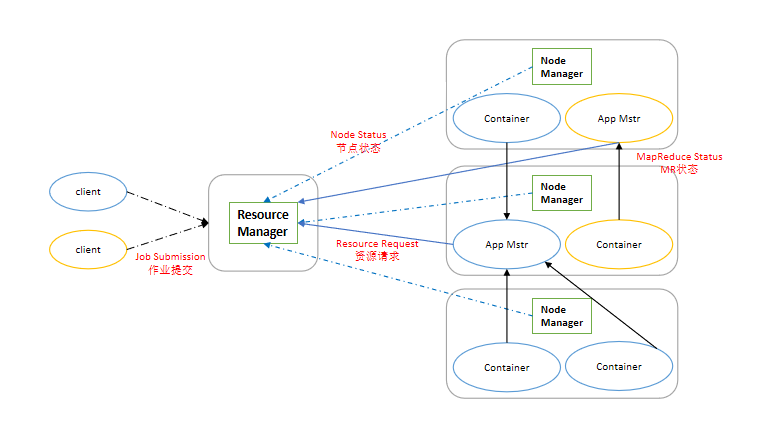 Node
Manager
Container
App Mstr
Node Status
节点状态
MapReduce Status
MR状态
client
Node
Manager
Resource
Manager
client
Job Submission
作业提交
Resource Request
资源请求
App Mstr
Container
Node
Manager
Container
Container